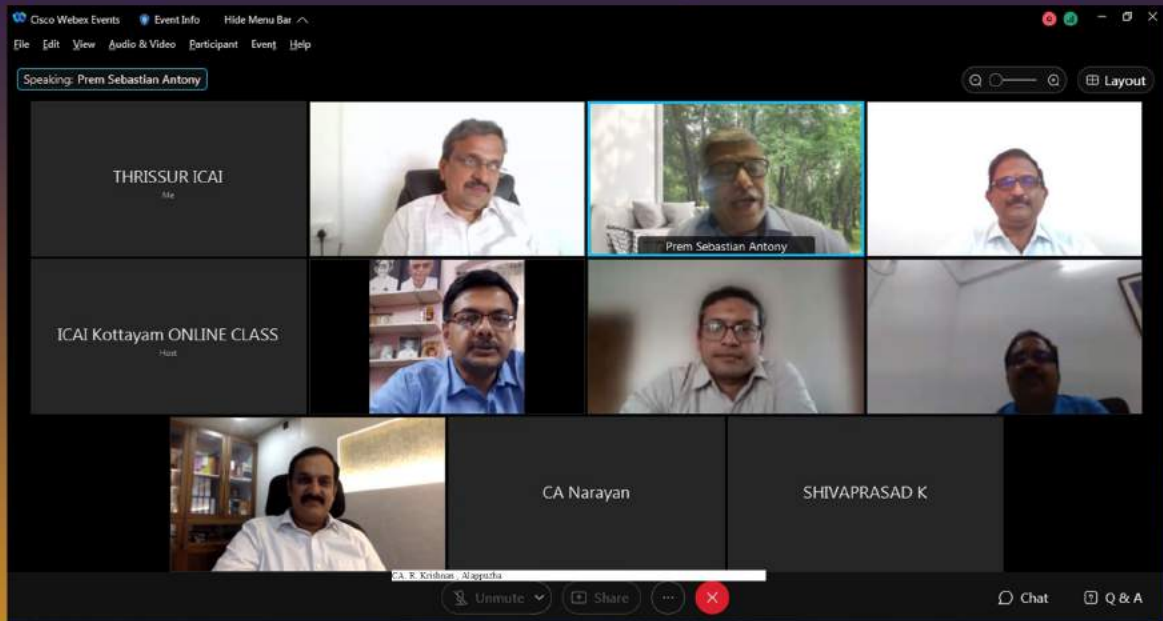 Cisco Webex Events Event Info Hide Menu Bar
File Edit View Audio & Video Participant Event Help
Speaking: Prem Sebastian Antony
Layout
THRISSUR ICAI
Me
Prem Sebastian Antony
ICAI Kottayam ONLINE CLASS
Host
CA Narayan
SHIVAPRASAD K
CA. R. Krishnan , Alappuzha
Unmute Share Chat Q & A